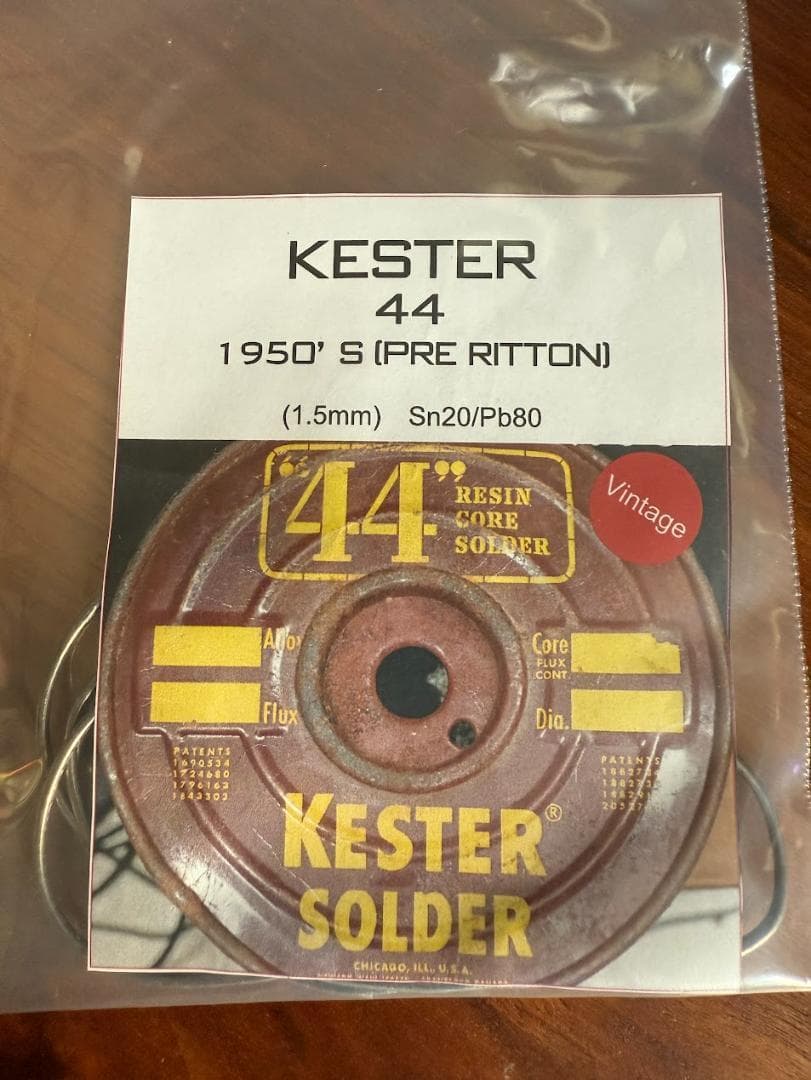 KESTER
44
1950' S (PRE RITTON)
(1.5mm) Sn20/Pb80
Vintage
"44"
RESIN
CORE
SOLDER
Alloy
Flux
Core
FLUX
CONT.
Dia.
PATENTS
1690534
1724680
1796163
1843302
PATENTS
KESTER®
SOLDER
CHICAGO, ILL., U.S.A.